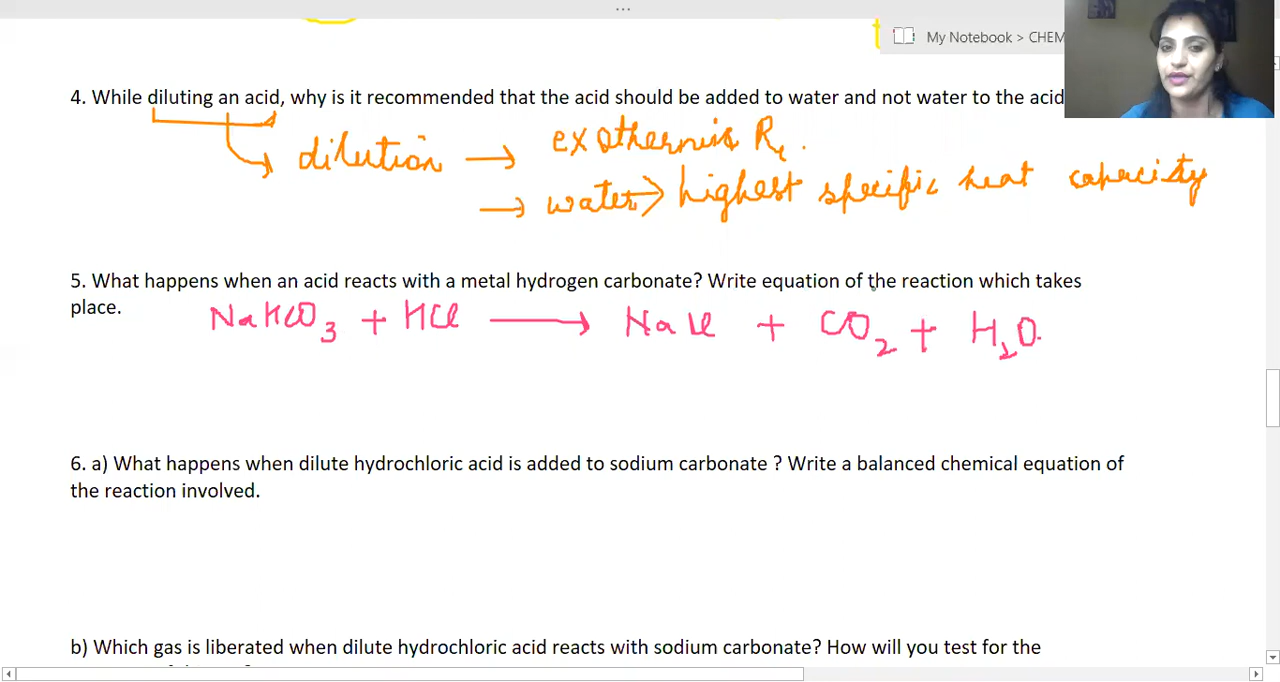 ...
My Notebook > CHEM
4. While diluting an acid, why is it recommended that the acid should be added to water and not water to the acid
dilution → exothermic Rx.
→ water > highest specific heat capacity
5. What happens when an acid reacts with a metal hydrogen carbonate? Write equation of the reaction which takes
place.
NaHCO3 + HCl → NaCl + CO2 + H2O.
6. a) What happens when dilute hydrochloric acid is added to sodium carbonate ? Write a balanced chemical equation of
the reaction involved.
b) Which gas is liberated when dilute hydrochloric acid reacts with sodium carbonate? How will you test for the